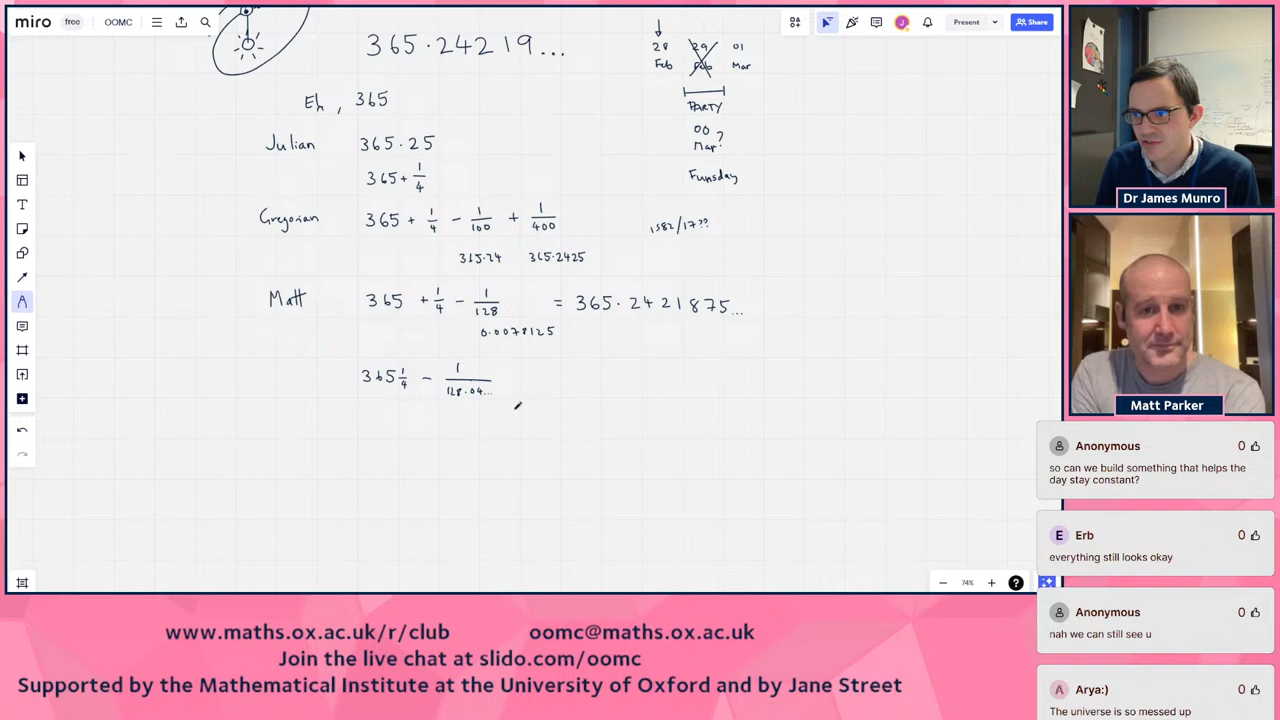 miro free OOMC Present Share
365.24219...
28 Feb 29 Feb 01 Mar
Eh, 365
PARTY
00 Mar?
Julian 365.25
365 + 1/4
Funsday
Gregorian 365 + 1/4 - 1/100 + 1/400
1582/17??
365.24 365.2425
Matt 365 + 1/4 - 1/128 = 365.2421875...
0.0078125
365 1/4 - 1/128.04...
74%
Dr James Munro
Matt Parker
Anonymous 0
so can we build something that helps the
day stay constant?
E Erb 0
everything still looks okay
Anonymous 0
nah we can still see u
A Arya:) 0
The universe is so messed up
www.maths.ox.ac.uk/r/club oomc@maths.ox.ac.uk
Join the live chat at slido.com/oomc
Supported by the Mathematical Institute at the University of Oxford and by Jane Street